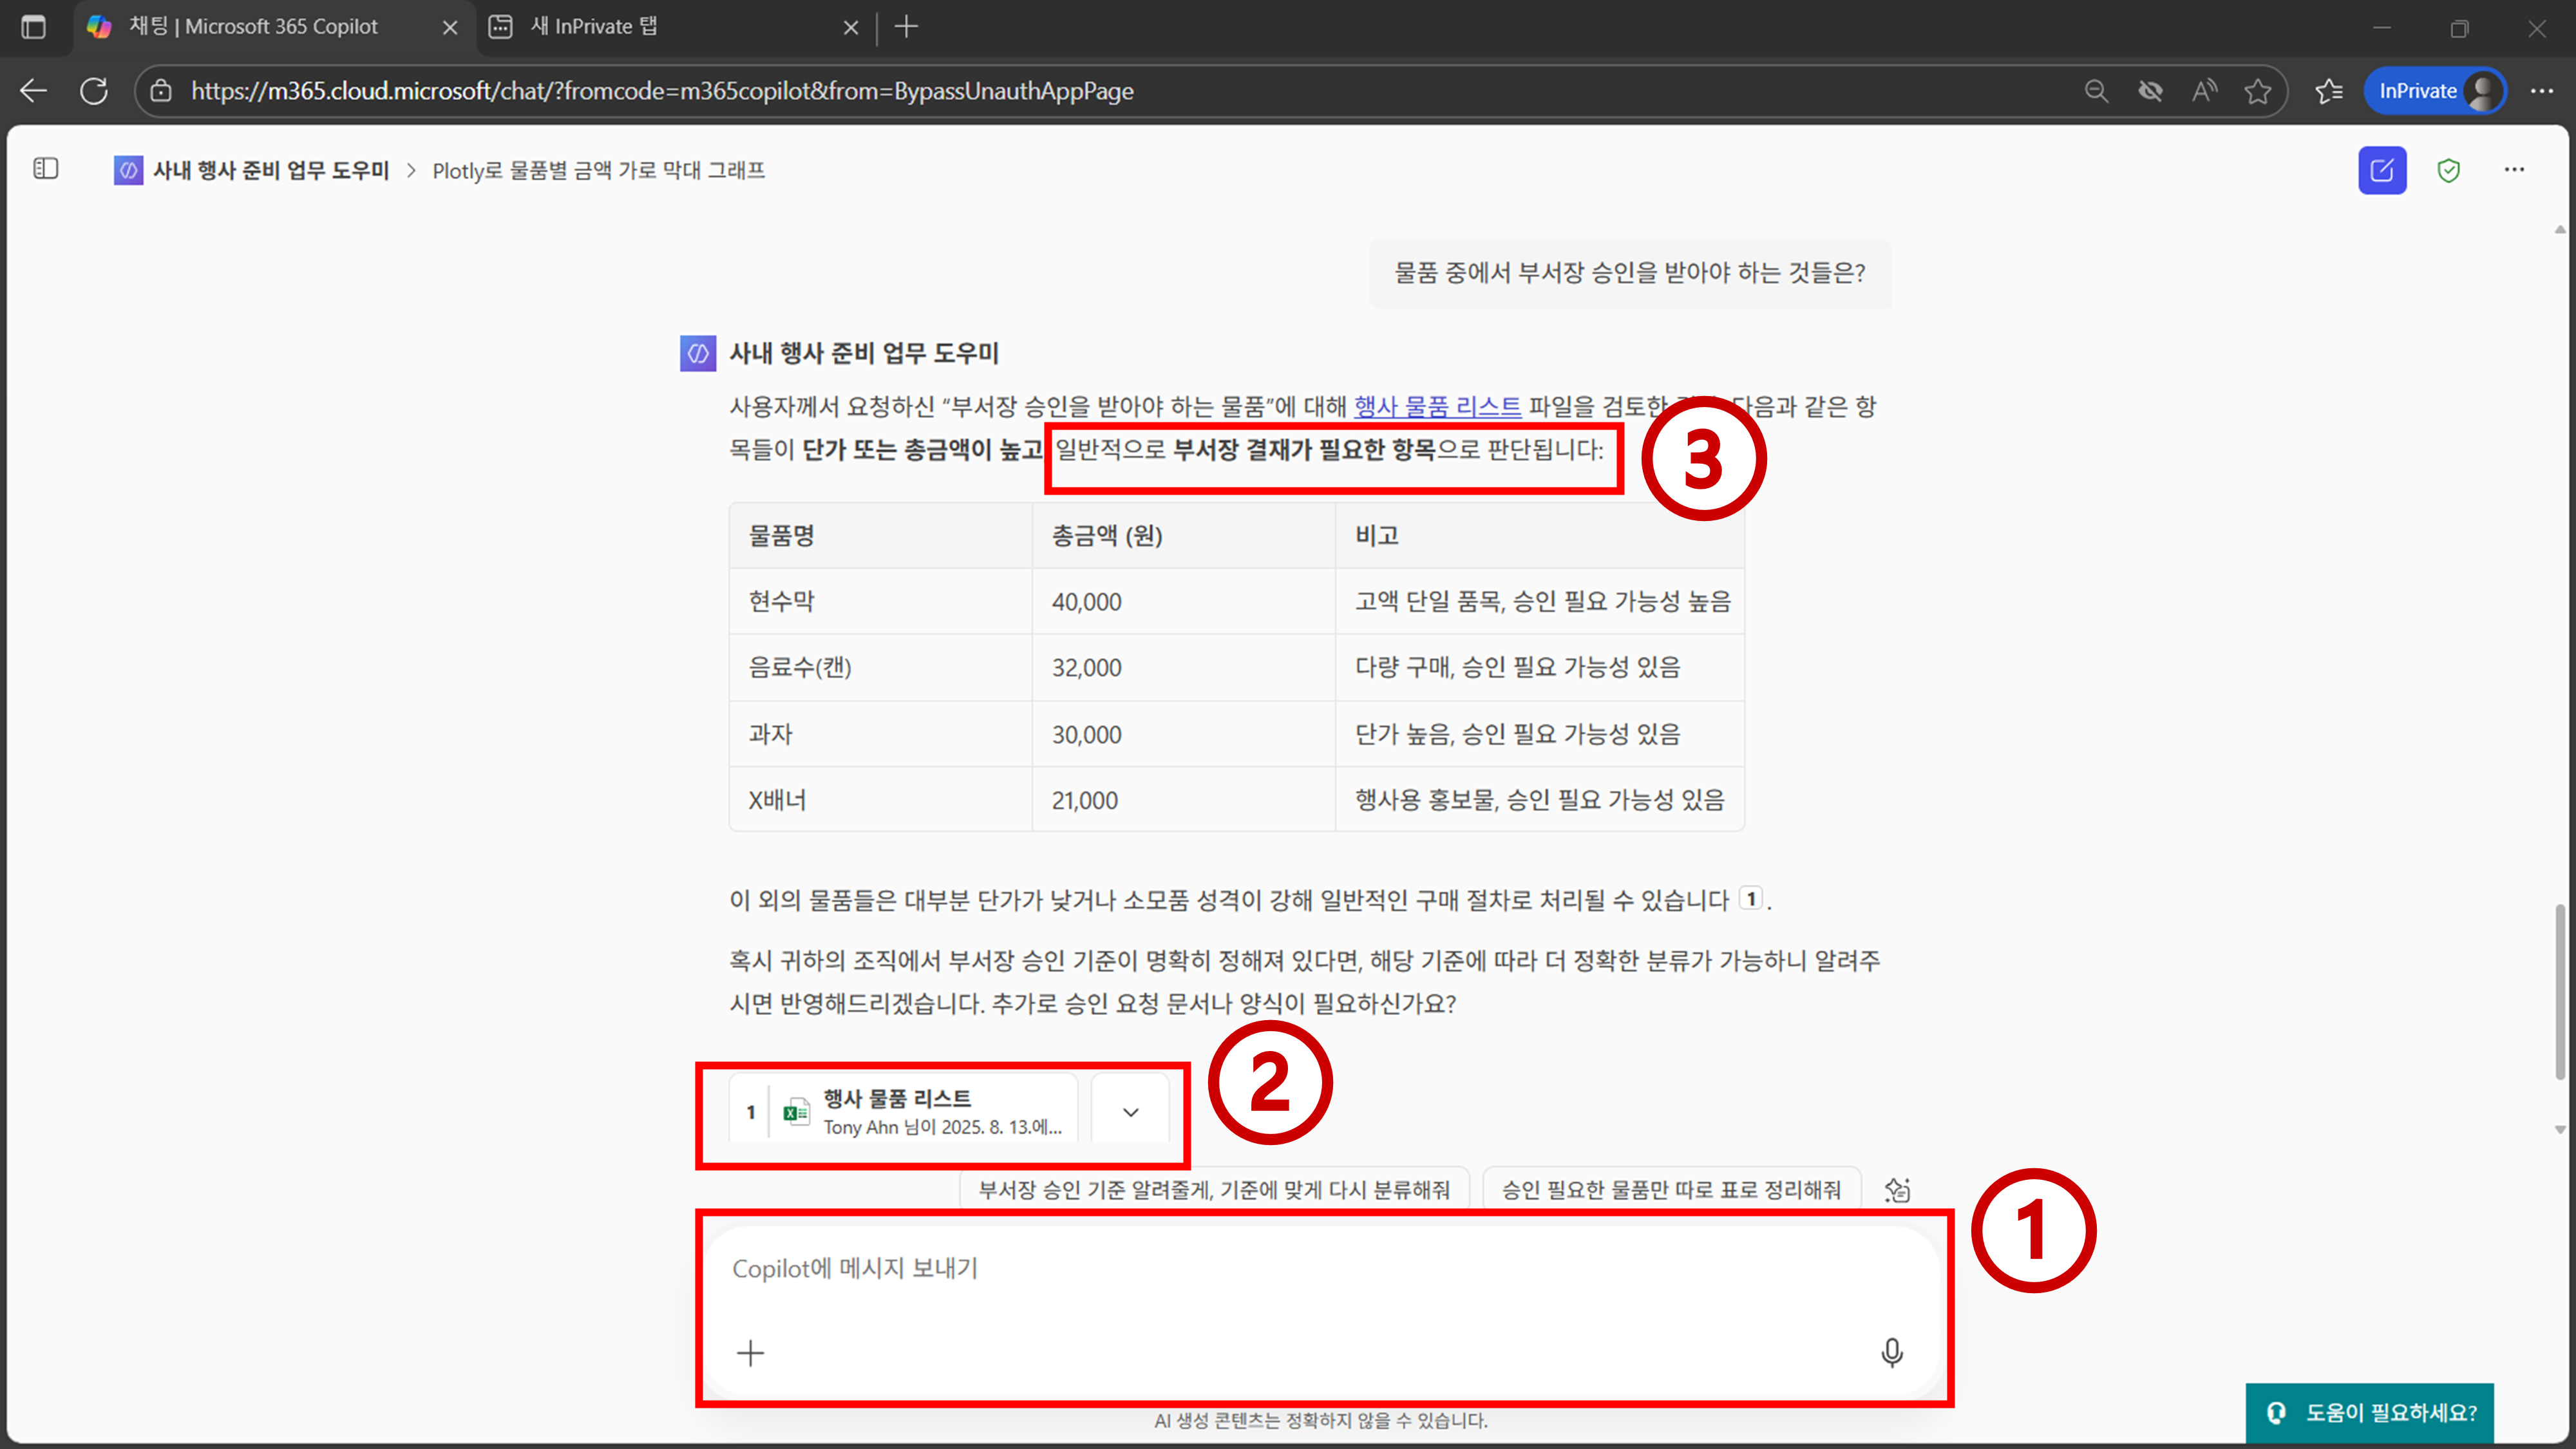 채팅 | Microsoft 365 Copilot
새 InPrivate 탭
https://m365.cloud.microsoft/chat/?fromcode=m365copilot&from=BypassUnauthAppPage
InPrivate
사내 행사 준비 업무 도우미 > Plotly로 물품별 금액 가로 막대 그래프
물품 중에서 부서장 승인을 받아야 하는 것들은?
사내 행사 준비 업무 도우미
사용자께서 요청하신 “부서장 승인을 받아야 하는 물품”에 대해 행사 물품 리스트 파일을 검토한 다음과 같은 항
목들이 단가 또는 총금액이 높고 일반적으로 부서장 결재가 필요한 항목으로 판단됩니다:
3
물품명 총금액 (원) 비고
현수막 40,000 고액 단일 품목, 승인 필요 가능성 높음
음료수(캔) 32,000 다량 구매, 승인 필요 가능성 있음
과자 30,000 단가 높음, 승인 필요 가능성 있음
X배너 21,000 행사용 홍보물, 승인 필요 가능성 있음
이 외의 물품들은 대부분 단가가 낮거나 소모품 성격이 강해 일반적인 구매 절차로 처리될 수 있습니다 1.
혹시 귀하의 조직에서 부서장 승인 기준이 명확히 정해져 있다면, 해당 기준에 따라 더 정확한 분류가 가능하니 알려주
시면 반영해드리겠습니다. 추가로 승인 요청 문서나 양식이 필요하신가요?
2
1 행사 물품 리스트
Tony Ahn 님이 2025. 8. 13.에...
부서장 승인 기준 알려줄게, 기준에 맞게 다시 분류해줘
승인 필요한 물품만 따로 표로 정리해줘
1
Copilot에 메시지 보내기
AI 생성 콘텐츠는 정확하지 않을 수 있습니다.
도움이 필요하세요?